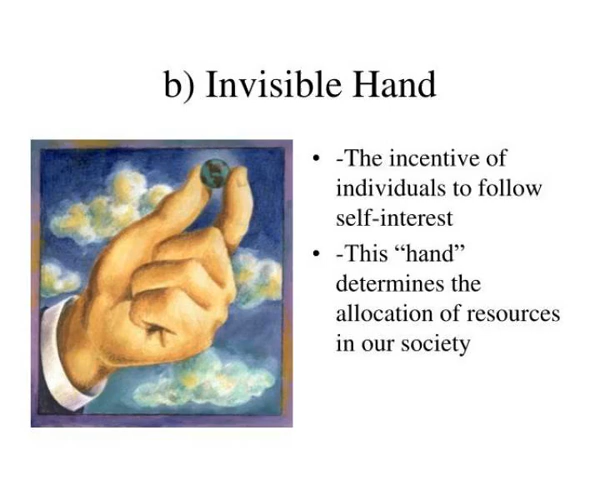 b) Invisible Hand
• -The incentive of
individuals to follow
self-interest
• -This “hand”
determines the
allocation of resources
in our society